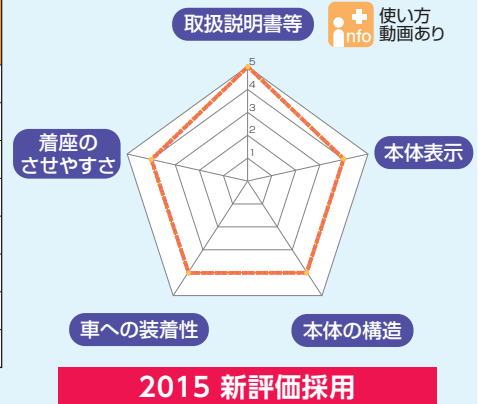 取扱説明書等
nfo
使い方
動画あり
5
4
3
2
1
着座の
させやすさ
本体表示
車への装着性
本体の構造
2015 新評価採用